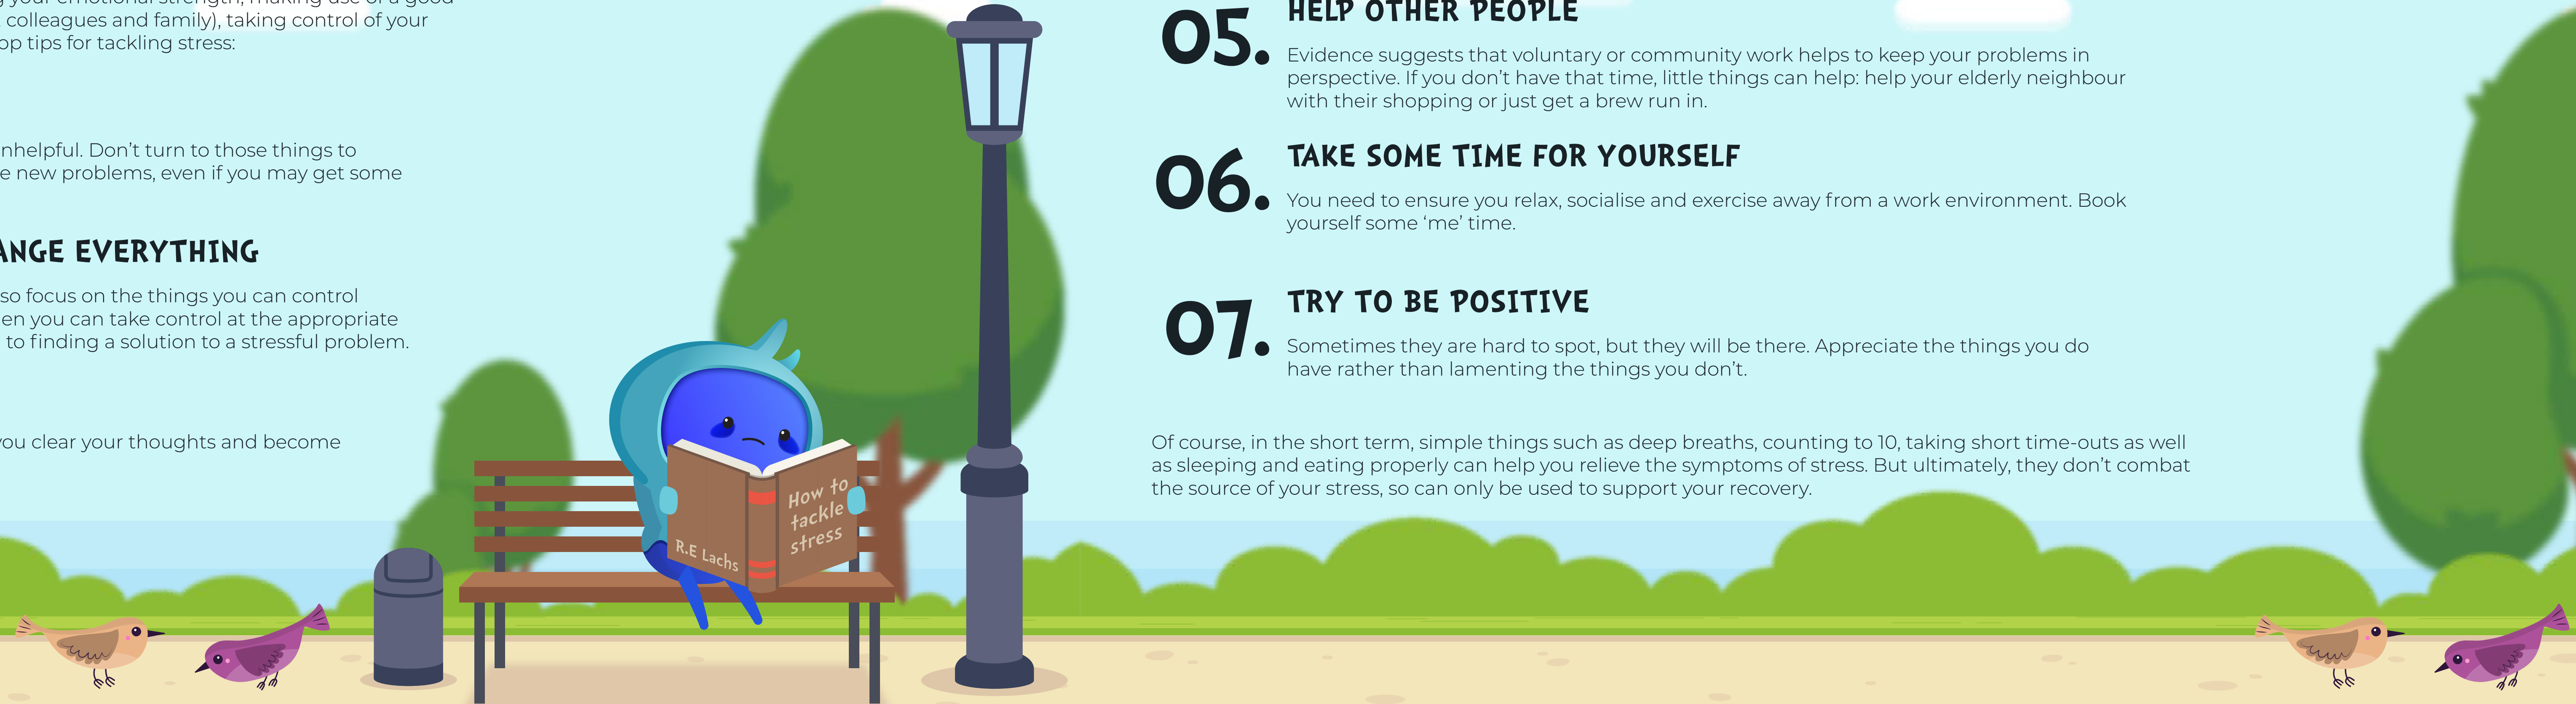 colleagues and family), taking control of your
op tips for tackling stress:
nhelpful. Don't turn to those things to
e new problems, even if you may get some
ANGE EVERYTHING
so focus on the things you can control
en you can take control at the appropriate
to finding a solution to a stressful problem.
you clear your thoughts and become
How to
tackle
stress
R.E Lachs
05. HELP OTHER PEOPLE
Evidence suggests that voluntary or community work helps to keep your problems in
perspective. If you don't have that time, little things can help: help your elderly neighbour
with their shopping or just get a brew run in.
06. TAKE SOME TIME FOR YOURSELF
You need to ensure you relax, socialise and exercise away from a work environment. Book
yourself some 'me' time.
07. TRY TO BE POSITIVE
Sometimes they are hard to spot, but they will be there. Appreciate the things you do
have rather than lamenting the things you don't.
Of course, in the short term, simple things such as deep breaths, counting to 10, taking short time-outs as well
as sleeping and eating properly can help you relieve the symptoms of stress. But ultimately, they don't combat
the source of your stress, so can only be used to support your recovery.